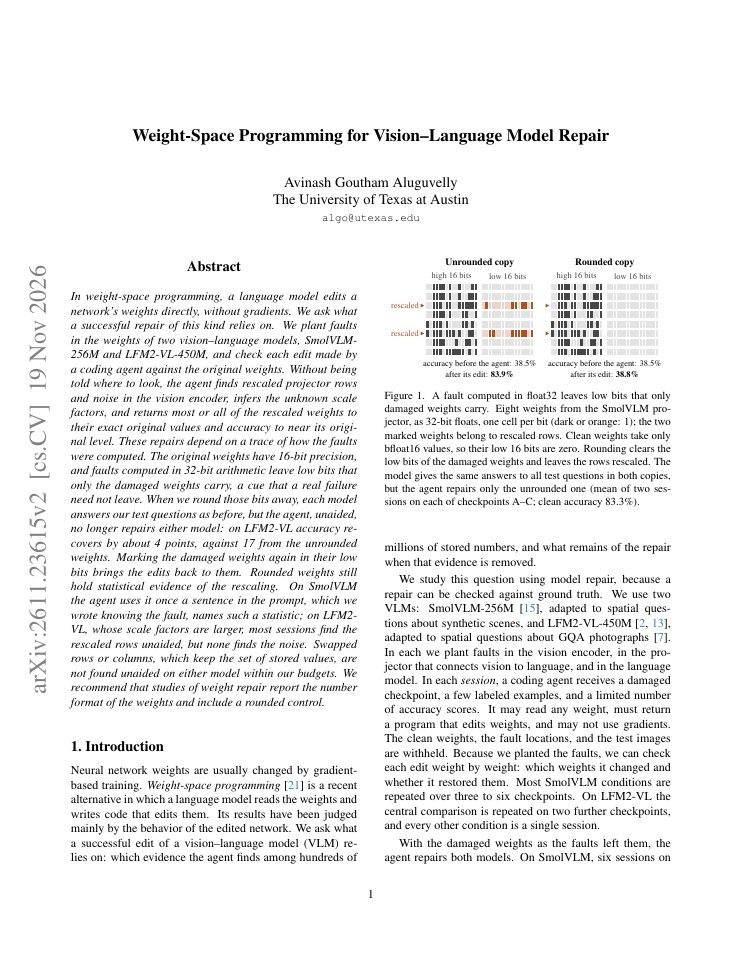 Weight-Space Programming for Vision–Language Model Repair
Avinash Goutham Aluguvelly
The University of Texas at Austin
algo@utexas.edu
arXiv:2611.23615v2 [cs.CV] 19 Nov 2026
Abstract
In weight-space programming, a language model edits a
network's weights directly, without gradients. We ask what
a successful repair of this kind relies on. We plant faults
in the weights of two vision–language models, SmolVLM-
256M and LFM2-VL-450M, and check each edit made by
a coding agent against the original weights. Without being
told where to look, the agent finds rescaled projector rows
and noise in the vision encoder, infers the unknown scale
factors, and returns most or all of the rescaled weights to
their exact original values and accuracy to near its origi-
nal level. These repairs depend on a trace of how the faults
were computed. The original weights have 16-bit precision,
and faults computed in 32-bit arithmetic leave low bits that
only the damaged weights carry, a cue that a real failure
need not leave. When we round those bits away, each model
answers our test questions as before, but the agent, unaided,
no longer repairs either model: on LFM2-VL accuracy re-
covers by about 4 points, against 17 from the unrounded
weights. Marking the damaged weights again in their low
bits brings the edits back to them. Rounded weights still
hold statistical evidence of the rescaling. On SmolVLM
the agent uses it once a sentence in the prompt, which we
wrote knowing the fault, names such a statistic; on LFM2-
VL, whose scale factors are larger, most sessions find the
rescaled rows unaided, but none finds the noise. Swapped
rows or columns, which keep the set of stored values, are
not found unaided on either model within our budgets. We
recommend that studies of weight repair report the number
format of the weights and include a rounded control.
1. Introduction
Neural network weights are usually changed by gradient-
based training. Weight-space programming [21] is a recent
alternative in which a language model reads the weights and
writes code that edits them. Its results have been judged
mainly by the behavior of the edited network. We ask what
a successful edit of a vision–language model (VLM) re-
lies on: which evidence the agent finds among hundreds of
Unrounded copy
Rounded copy
high 16 bits low 16 bits
high 16 bits low 16 bits
rescaled
rescaled
accuracy before the agent: 38.5%
after its edit: 83.9%
accuracy before the agent: 38.5%
after its edit: 38.8%
Figure 1. A fault computed in float32 leaves low bits that only
damaged weights carry. Eight weights from the SmolVLM pro-
jector, as 32-bit floats, one cell per bit (dark or orange: 1); the two
marked weights belong to rescaled rows. Clean weights take only
bfloat16 values, so their low 16 bits are zero. Rounding clears the
low bits of the damaged weights and leaves the rows rescaled. The
model gives the same answers to all test questions in both copies,
but the agent repairs only the unrounded one (mean of two ses-
sions on each of checkpoints A–C; clean accuracy 83.3%).
millions of stored numbers, and what remains of the repair
when that evidence is removed.
We study this question using model repair, because a
repair can be checked against ground truth. We use two
VLMs: SmolVLM-256M [15], adapted to spatial ques-
tions about synthetic scenes, and LFM2-VL-450M [2, 13],
adapted to spatial questions about GQA photographs [7].
In each we plant faults in the vision encoder, in the pro-
jector that connects vision to language, and in the language
model. In each session, a coding agent receives a damaged
checkpoint, a few labeled examples, and a limited number
of accuracy scores. It may read any weight, must return
a program that edits weights, and may not use gradients.
The clean weights, the fault locations, and the test images
are withheld. Because we planted the faults, we can check
each edit weight by weight: which weights it changed and
whether it restored them. Most SmolVLM conditions are
repeated over three to six checkpoints. On LFM2-VL the
central comparison is repeated on two further checkpoints,
and every other condition is a single session.
With the damaged weights as the faults left them, the
agent repairs both models. On SmolVLM, six sessions on
1